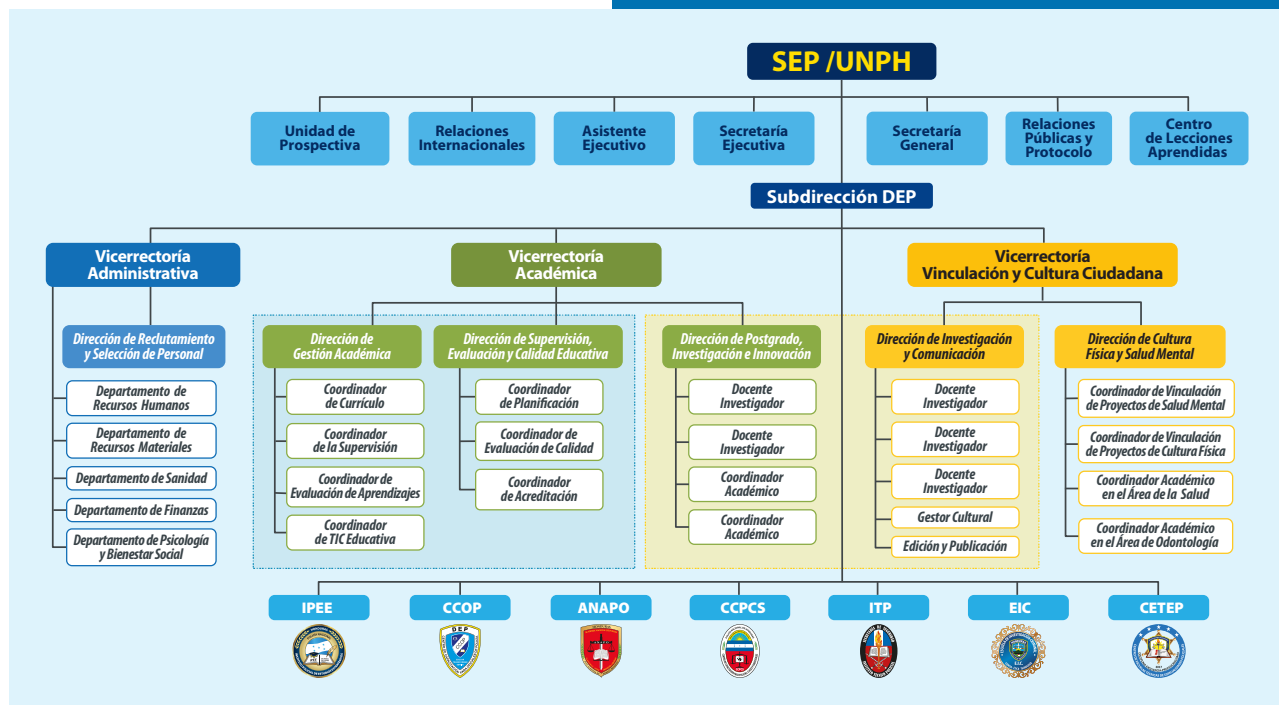 SEP /UNPH
Unidad de
Prospectiva
Relaciones
Internacionales
Asistente
Ejecutivo
Secretaría
Ejecutiva
Secretaría
General
Relaciones
Públicas y
Protocolo
Centro
de Lecciones
Aprendidas
Subdirección DEP
Vicerrectoría
Administrativa
Vicerrectoría
Académica
Vicerrectoría
Vinculación y Cultura Ciudadana
Dirección de Reclutamiento
y Selección de Personal
Departamento de
Recursos Humanos
Departamento de
Recursos Materiales
Departamento de Sanidad
Departamento de Finanzas
Departamento de Psicología
y Bienestar Social
Dirección de
Gestión Académica
Coordinador
de Currículo
Coordinador
de la Supervisión
Coordinador de
Evaluación de Aprendizajes
Coordinador
de TIC Educativa
Dirección de Supervisión,
Evaluación y Calidad Educativa
Coordinador
de Planificación
Coordinador de
Evaluación de Calidad
Coordinador
de Acreditación
Dirección de Postgrado,
Investigación e Innovación
Docente
Investigador
Docente
Investigador
Coordinador
Académico
Coordinador
Académico
Dirección de Investigación
y Comunicación
Docente
Investigador
Docente
Investigador
Docente
Investigador
Gestor Cultural
Edición y Publicación
Dirección de Cultura
Física y Salud Mental
Coordinador de Vinculación
de Proyectos de Salud Mental
Coordinador de Vinculación
de Proyectos de Cultura Física
Coordinador Académico
en el Área de la Salud
Coordinador Académico
en el Área de Odontología
IPEE
CCOP
ANAPO
CCPCS
ITP
EIC
CETEP
DEP